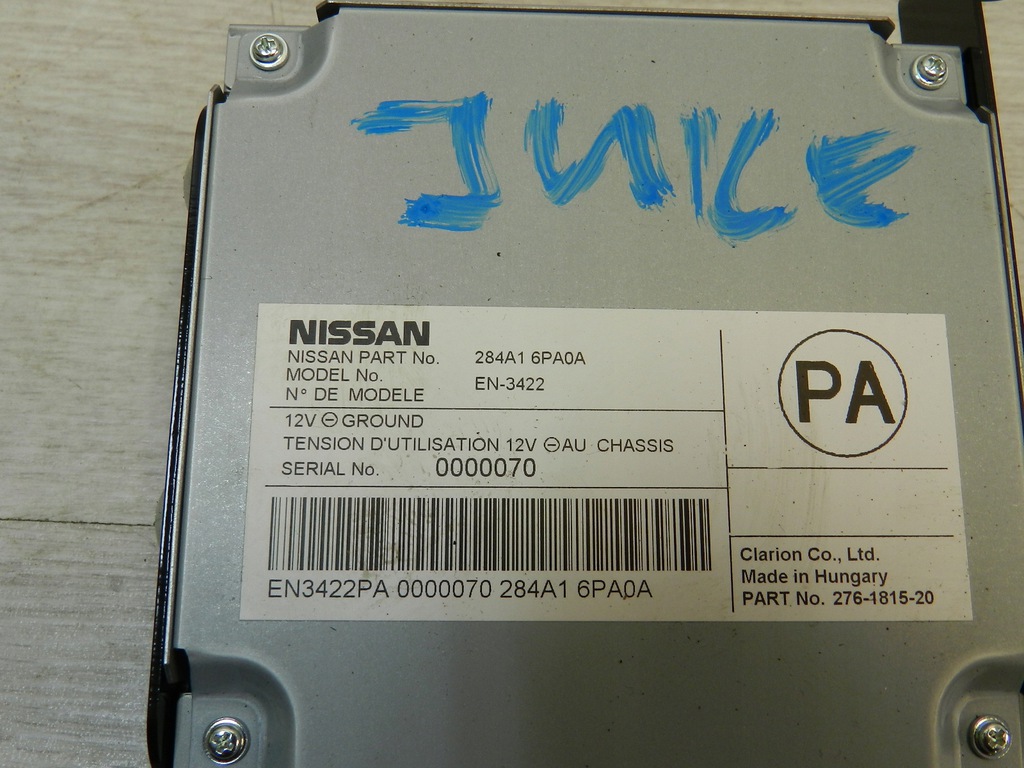 JUICE
NISSAN
NISSAN PART No. 284A1 6PA0A
MODEL No.
N° DE MODELE EN-3422
12V ⊖ GROUND
TENSION D'UTILISATION 12V ⊖ AU CHASSIS
SERIAL No. 0000070
EN3422PA 0000070 284A1 6PA0A
PA
Clarion Co., Ltd.
Made in Hungary
PART No. 276-1815-20